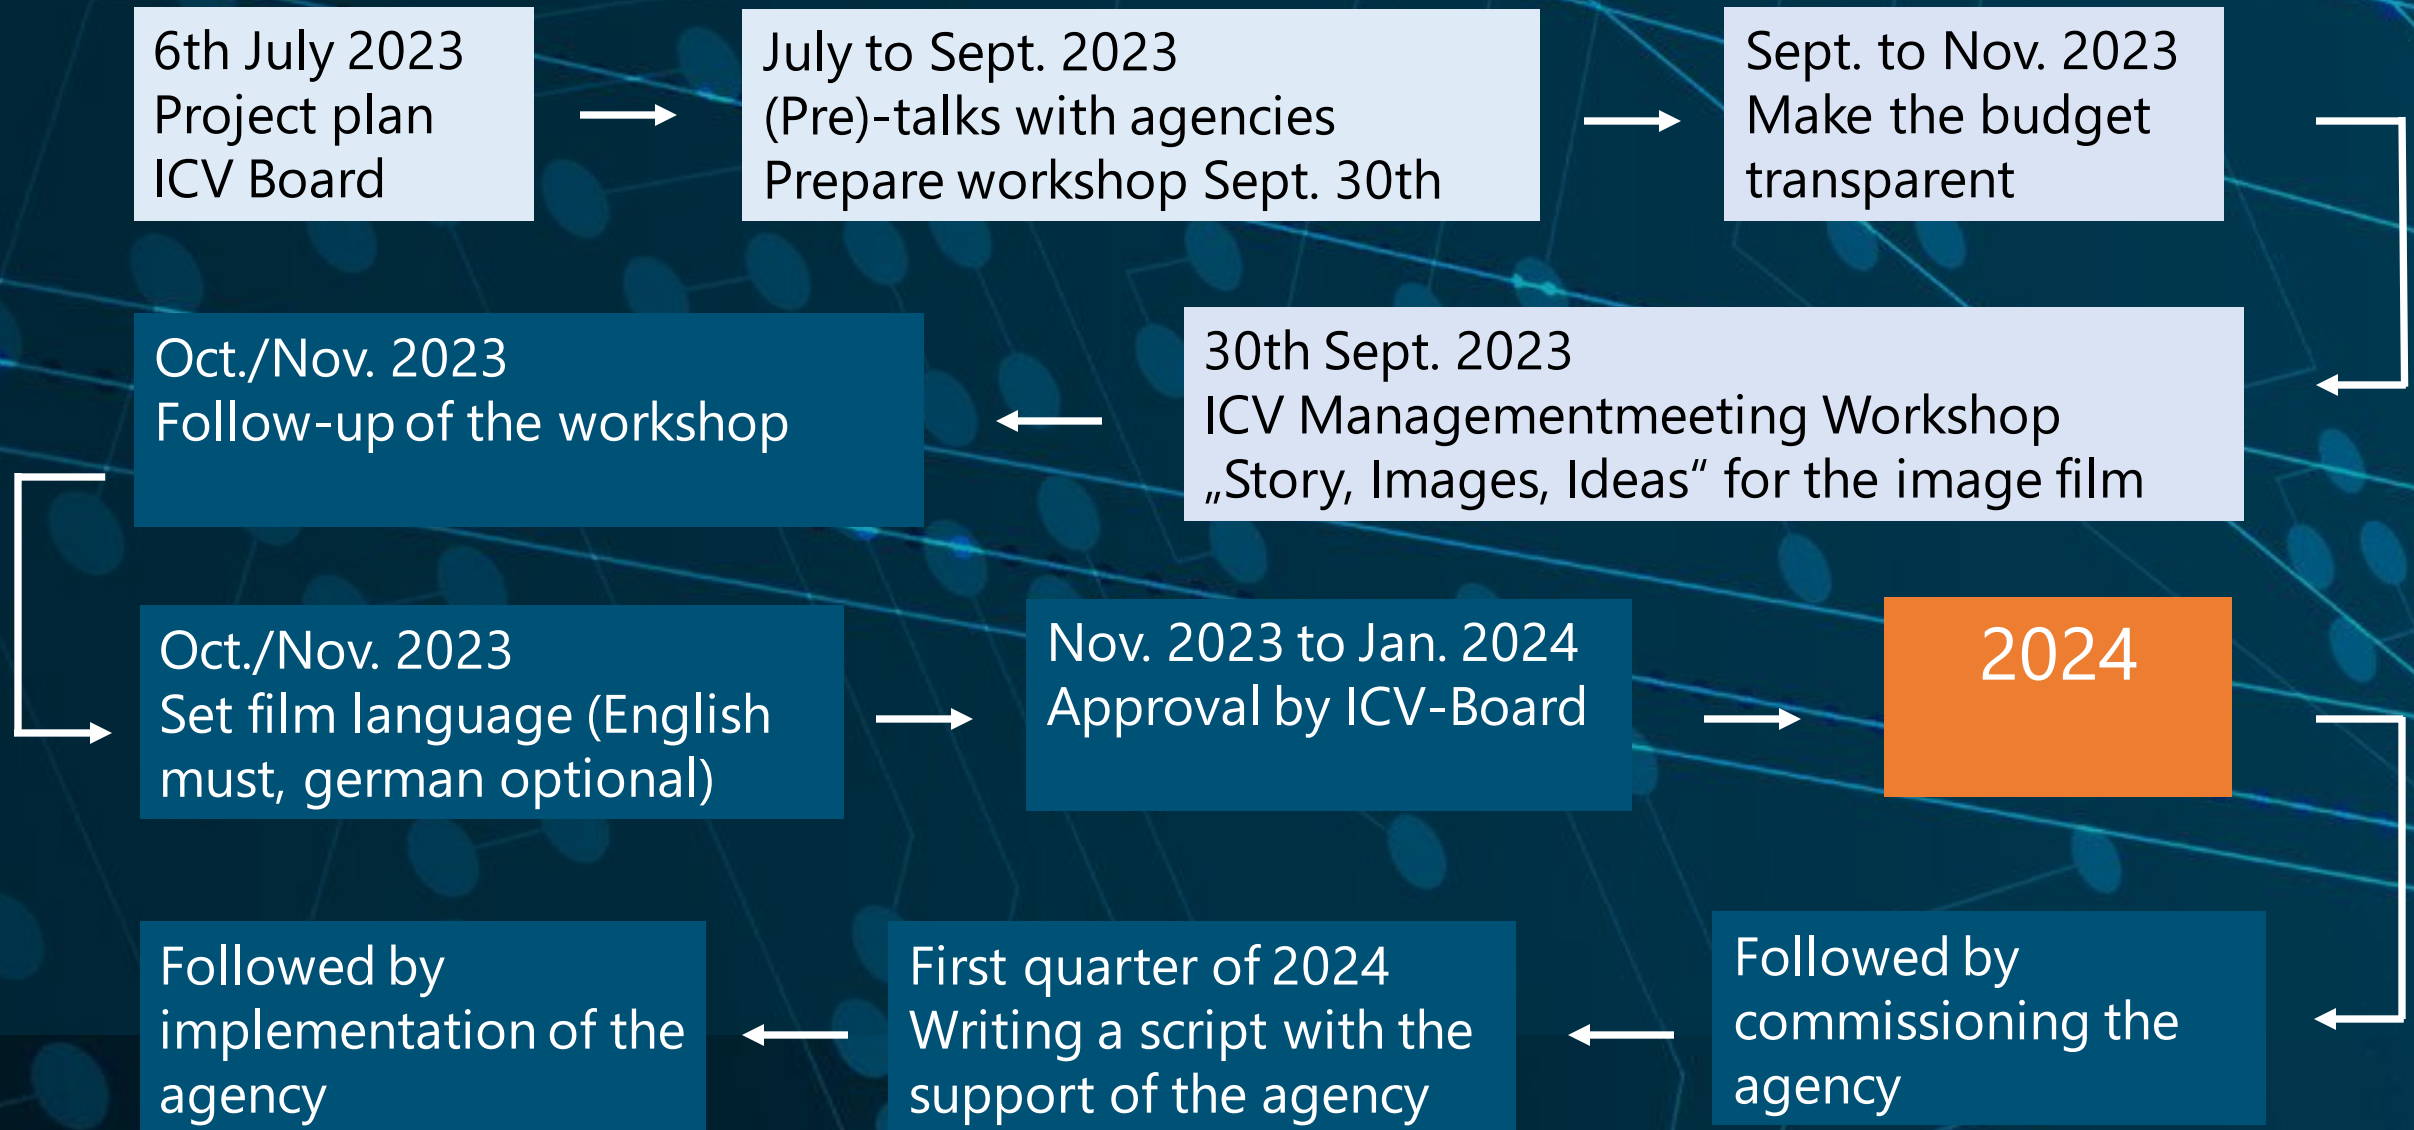 6th July 2023
Project plan
ICV Board
July to Sept. 2023
(Pre)-talks with agencies
Prepare workshop Sept. 30th
Sept. to Nov. 2023
Make the budget
transparent
30th Sept. 2023
ICV Managementmeeting Workshop
„Story, Images, Ideas“ for the image film
Oct./Nov. 2023
Follow-up of the workshop
Oct./Nov. 2023
Set film language (English
must, german optional)
Nov. 2023 to Jan. 2024
Approval by ICV-Board
2024
Followed by
commissioning the
agency
First quarter of 2024
Writing a script with the
support of the agency
Followed by
implementation of the
agency